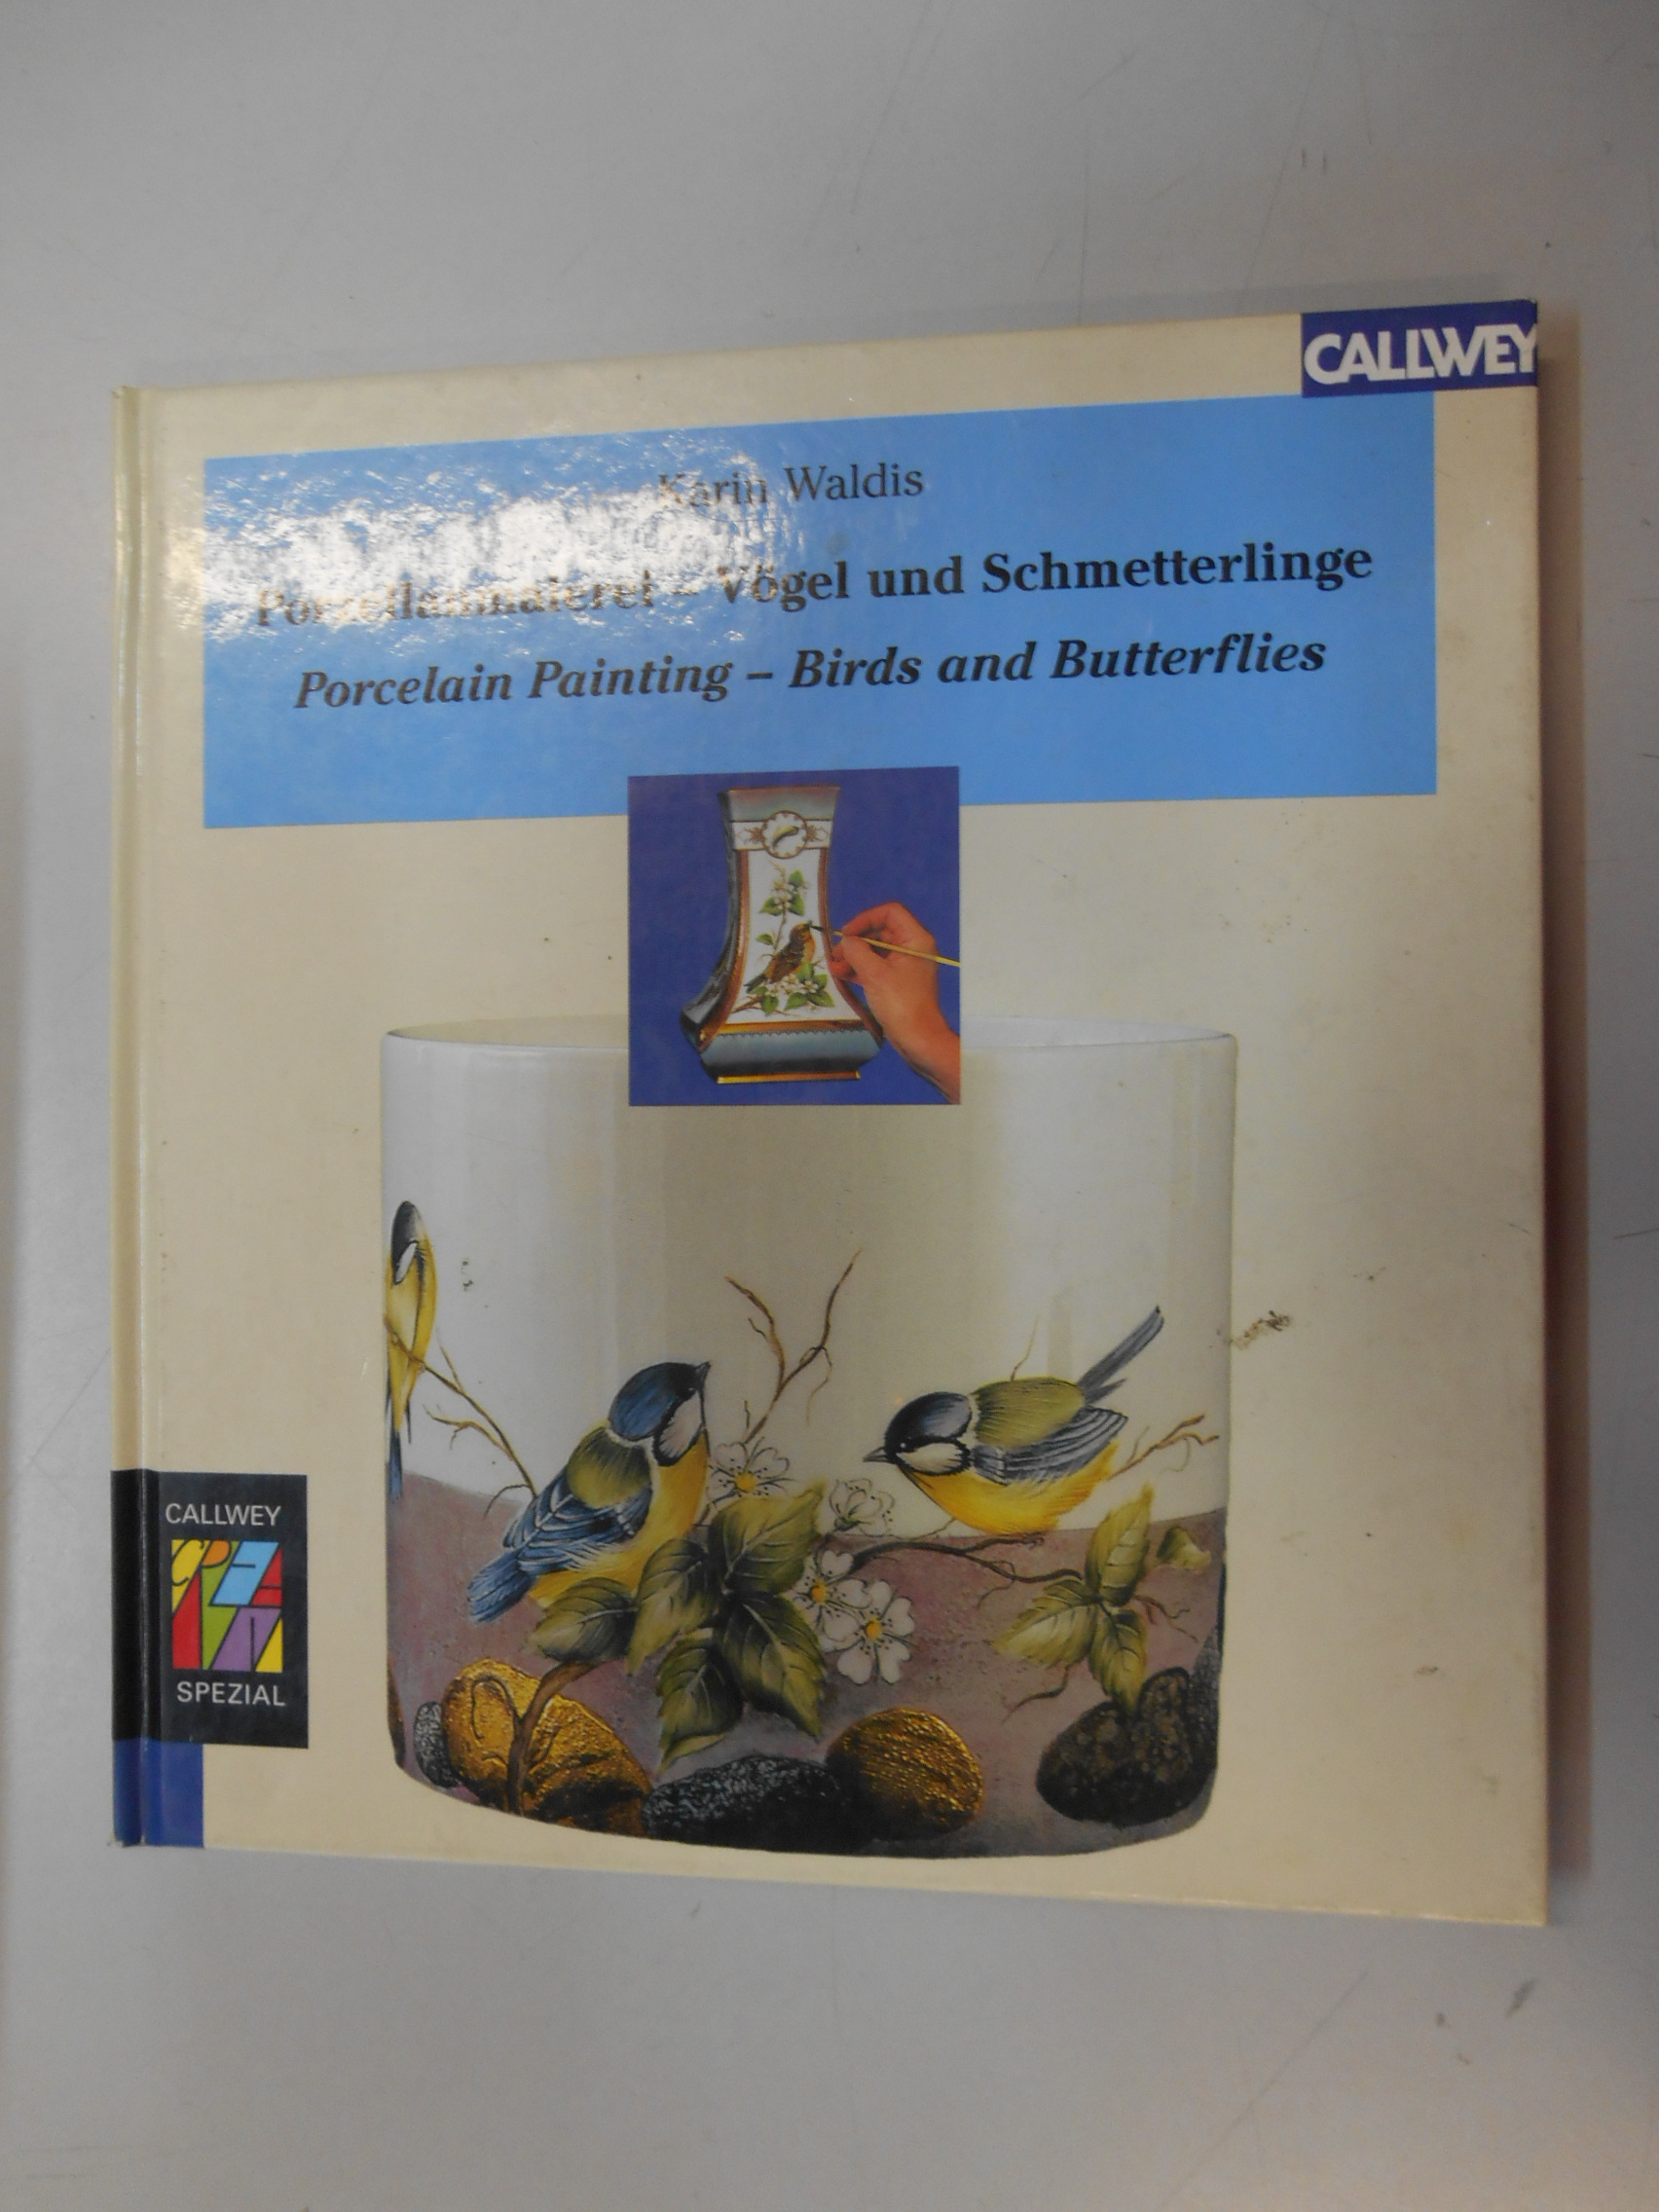 CALLWEY
Karin Waldis
Porzellanmalerei – Vögel und Schmetterlinge
Porcelain Painting – Birds and Butterflies
CALLWEY
SPEZIAL